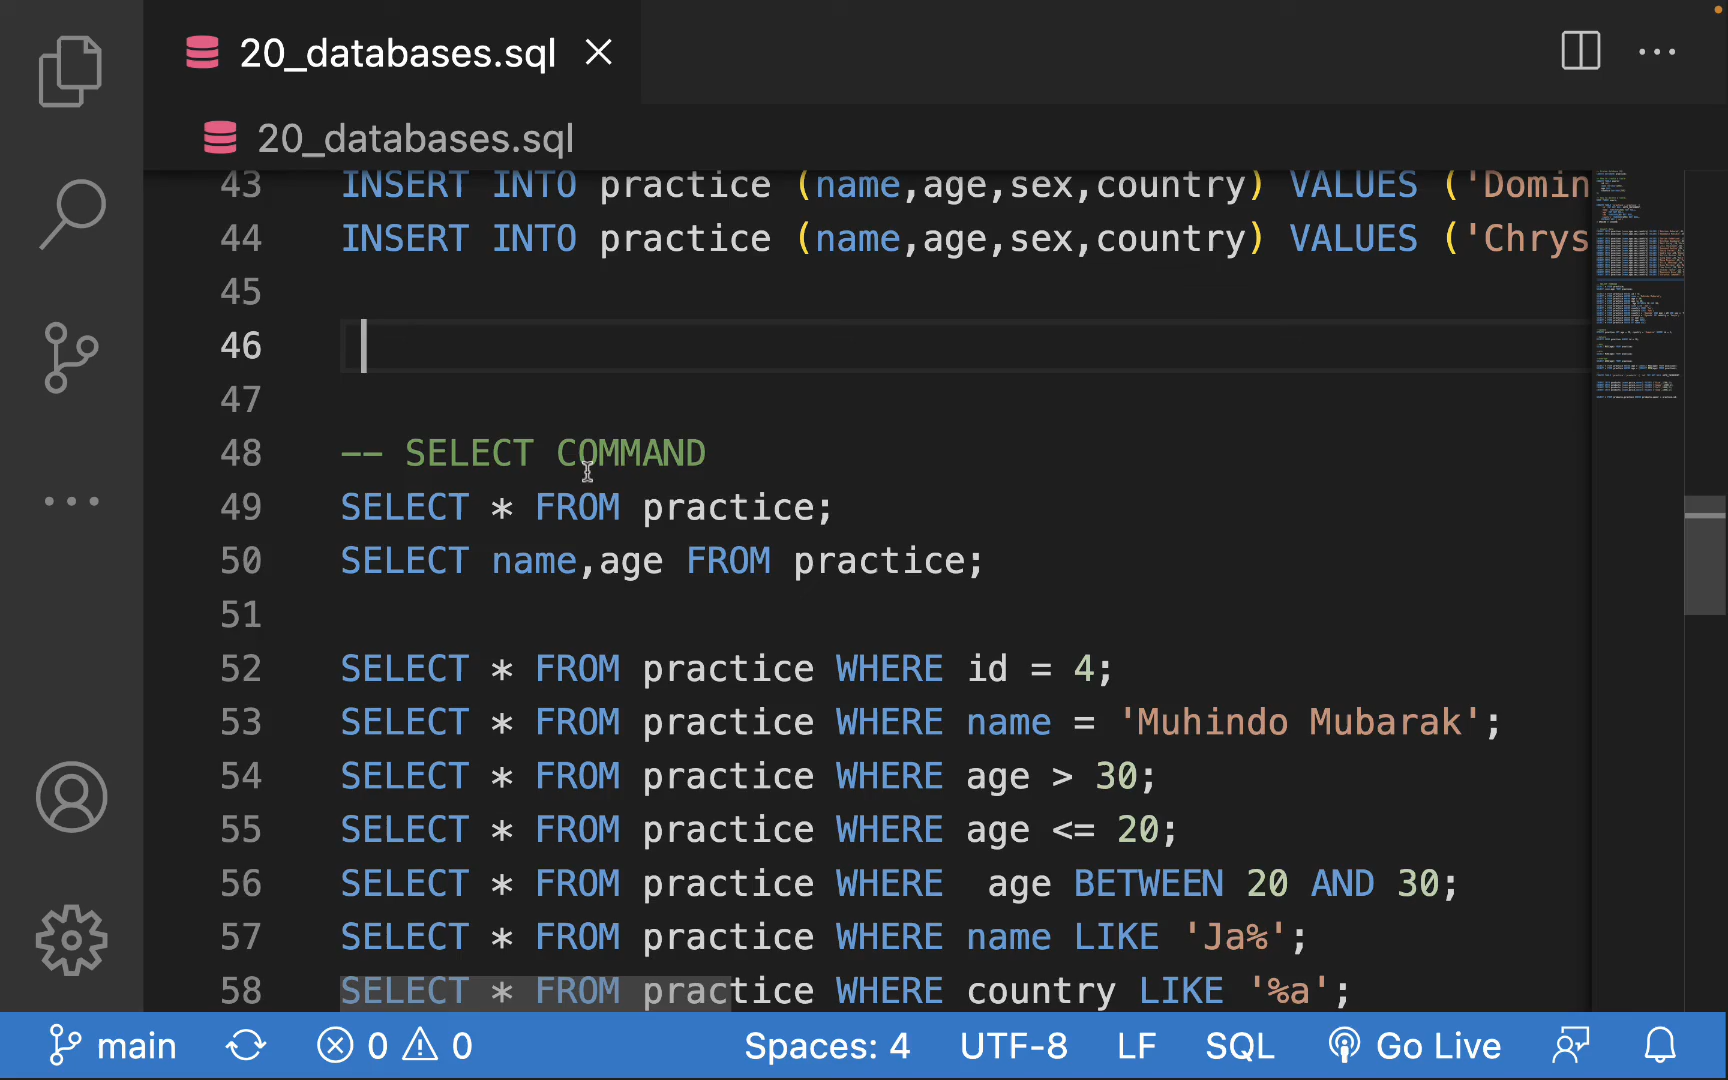 20_databases.sql
20_databases.sql
43 INSERT INTO practice (name,age,sex,country) VALUES ('Domin
44 INSERT INTO practice (name,age,sex,country) VALUES ('Chrys
45
46
47
48 -- SELECT COMMAND
49 SELECT * FROM practice;
50 SELECT name,age FROM practice;
51
52 SELECT * FROM practice WHERE id = 4;
53 SELECT * FROM practice WHERE name = 'Muhindo Mubarak';
54 SELECT * FROM practice WHERE age > 30;
55 SELECT * FROM practice WHERE age <= 20;
56 SELECT * FROM practice WHERE  age BETWEEN 20 AND 30;
57 SELECT * FROM practice WHERE name LIKE 'Ja%';
58 SELECT * FROM practice WHERE country LIKE '%a';
main 0 0 Spaces: 4 UTF-8 LF SQL Go Live